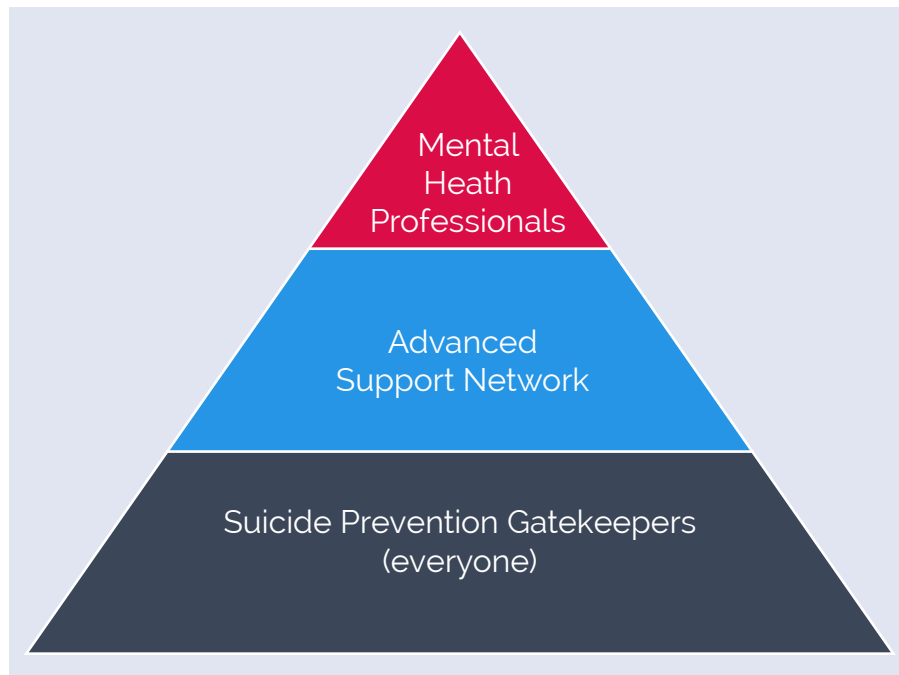 Mental
Heath
Professionals
Advanced
Support Network
Suicide Prevention Gatekeepers
(everyone)